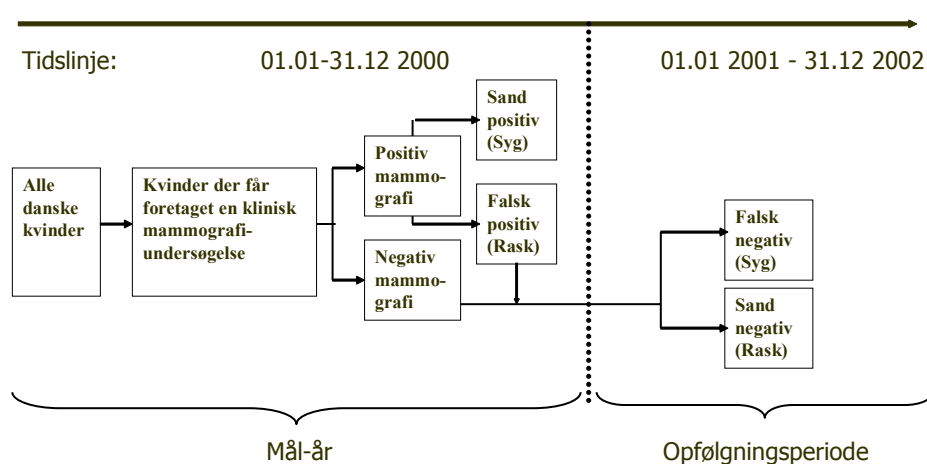 Tidslinje:
01.01-31.12 2000
01.01 2001 - 31.12 2002
Alle
danske
kvinder
Kvinder der får
foretaget en klinisk
mammografi-
undersøgelse
Positiv
mammo-
grafi
Negativ
mammo-
grafi
Sand
positiv
(Syg)
Falsk
positiv
(Rask)
Falsk
negativ
(Syg)
Sand
negativ
(Rask)
Mål-år
Opfølgningsperiode